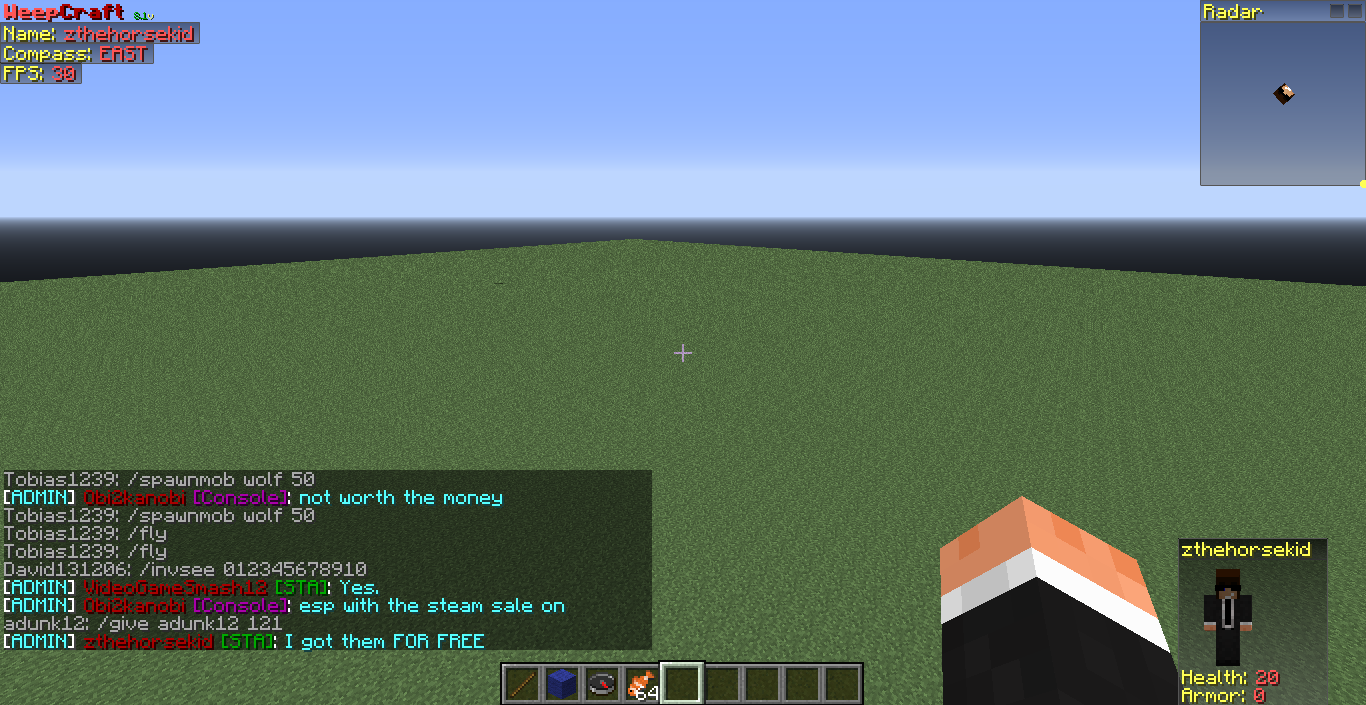 WeepCraft 8.1v
Name: zthehorsekid
Compass: EAST
FPS: 30
Radar
Tobias1239: /spawnmob wolf 50
[ADMIN] Obi2kanobi [Console]: not worth the money
Tobias1239: /spawnmob wolf 50
Tobias1239: /fly
Tobias1239: /fly
David131206: /invsee 012345678910
[ADMIN] VideoGameSmash12 [STA]: Yes.
[ADMIN] Obi2kanobi [Console]: esp with the steam sale on
adunk12: /give adunk12 121
[ADMIN] zthehorsekid [STA]: I got them FOR FREE
64
zthehorsekid
Health: 20
Armor: 0